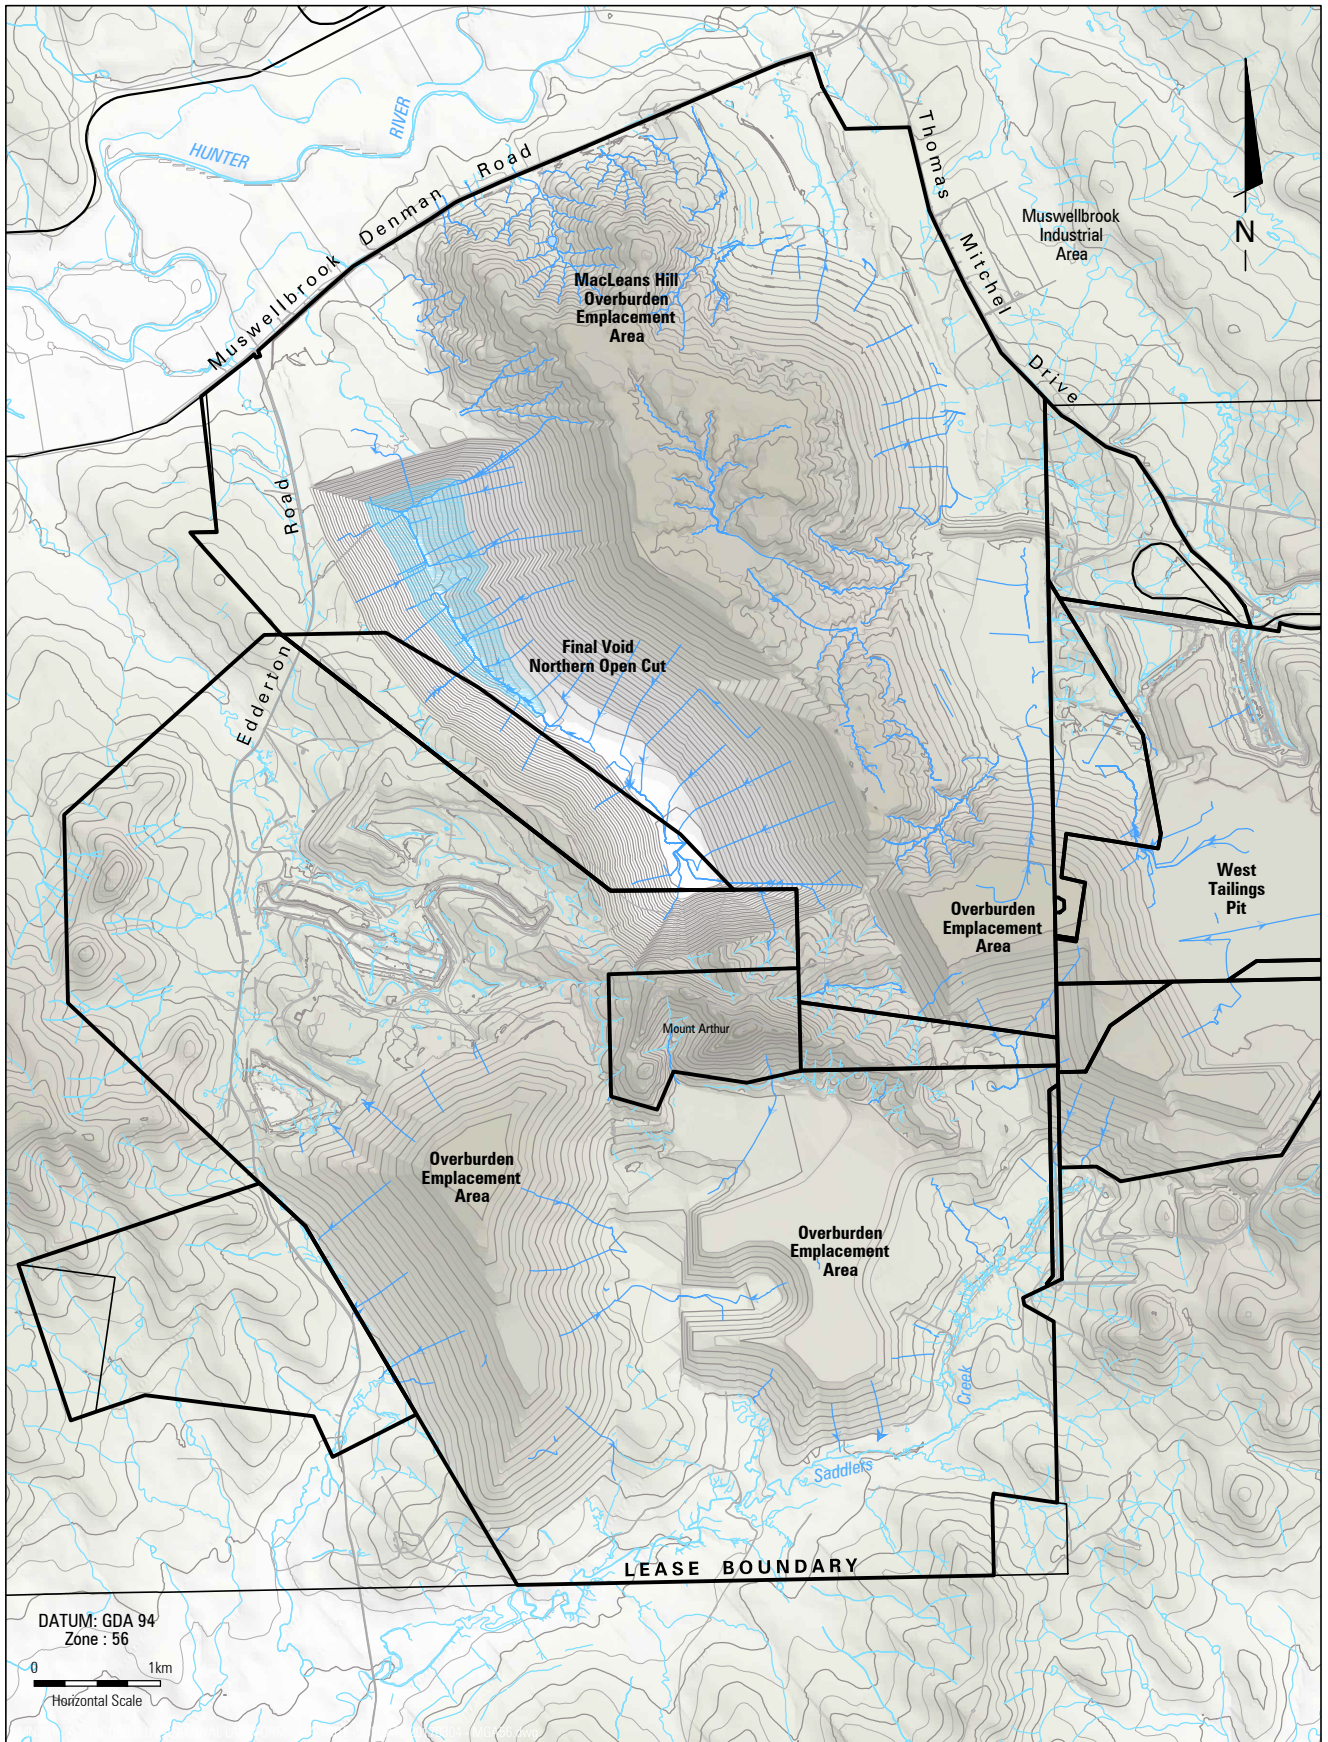 HUNTER
RIVER
Muswellbrook Denman Road
Thomas Mitchel Drive
Muswellbrook
Industrial
Area
N
MacLeans Hill
Overburden
Emplacement
Area
Edderton Road
Final Void
Northern Open Cut
West
Tailings
Pit
Overburden
Emplacement
Area
Mount Arthur
Overburden
Emplacement
Area
Overburden
Emplacement
Area
Saddlers Creek
LEASE BOUNDARY
DATUM: GDA 94
Zone : 56
0 1km
Horizontal Scale